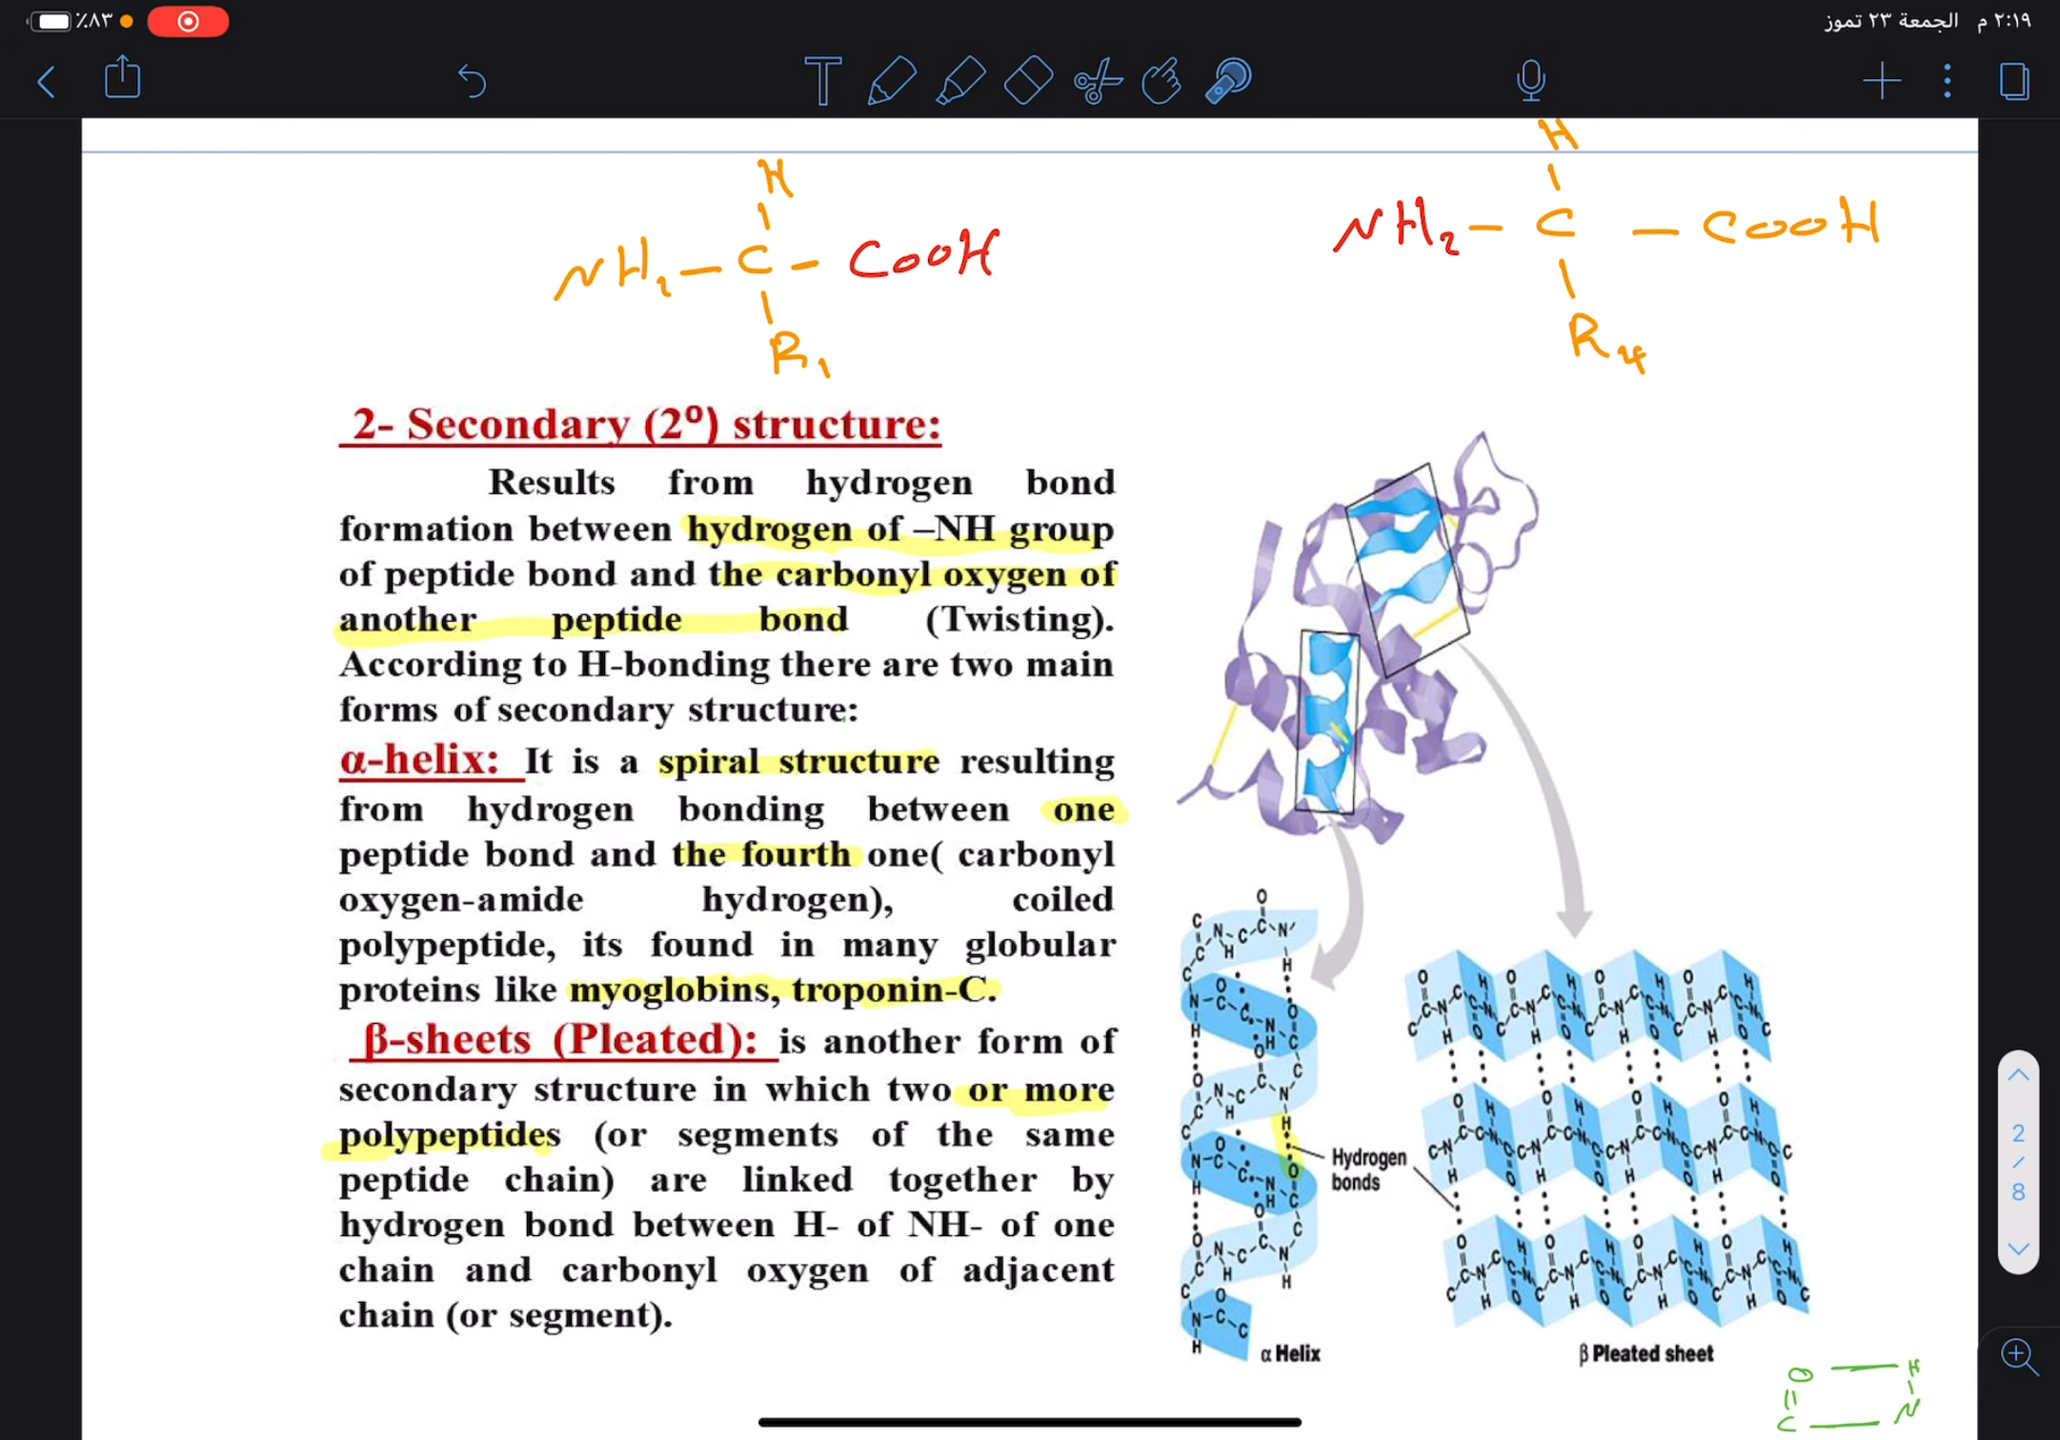 ٪٨٣
٢:١٩ م الجمعة ٢٣ تموز
H
NH2 – C – COOH
R1
H
NH2 – C – COOH
R4
2- Secondary (2⁰) structure:
Results from hydrogen bond
formation between hydrogen of –NH group
of peptide bond and the carbonyl oxygen of
another peptide bond (Twisting).
According to H-bonding there are two main
forms of secondary structure:
α-helix: It is a spiral structure resulting
from hydrogen bonding between one
peptide bond and the fourth one( carbonyl
oxygen-amide hydrogen), coiled
polypeptide, its found in many globular
proteins like myoglobins, troponin-C.
β-sheets (Pleated): is another form of
secondary structure in which two or more
polypeptides (or segments of the same
peptide chain) are linked together by
hydrogen bond between H- of NH- of one
chain and carbonyl oxygen of adjacent
chain (or segment).
Hydrogen
bonds
α Helix
β Pleated sheet
O — H
C — N
2
/
8